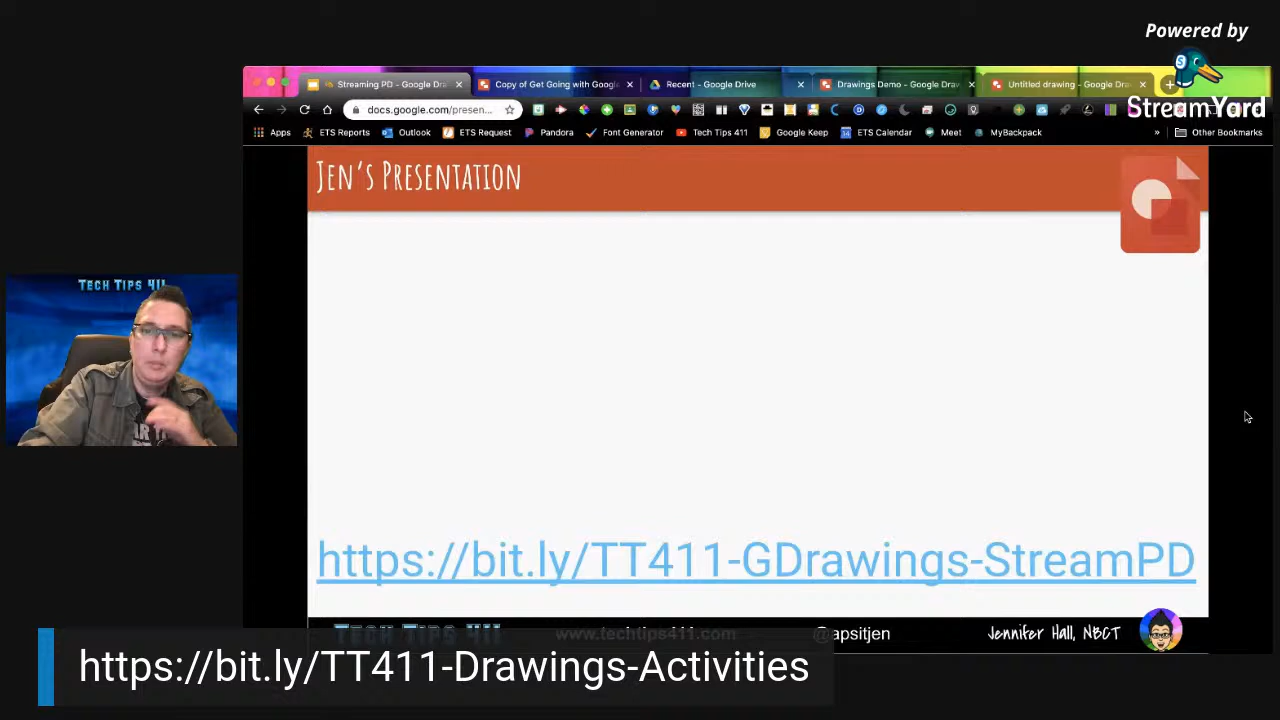 Powered by
StreamYard
Streaming PD - Google Dra
Copy of Get Going with Googl
Recent - Google Drive
Drawings Demo - Google Draw
Untitled drawing - Google Dra
docs.google.com/presen...
Apps
ETS Reports
Outlook
ETS Request
Pandora
Font Generator
Tech Tips 411
Google Keep
ETS Calendar
Meet
MyBackpack
»
Other Bookmarks
Jen's Presentation
Tech Tips 411
https://bit.ly/TT411-GDrawings-StreamPD
Tech Tips 411
www.techtips411.com
@apsitjen
Jennifer Hall, NBCT
https://bit.ly/TT411-Drawings-Activities